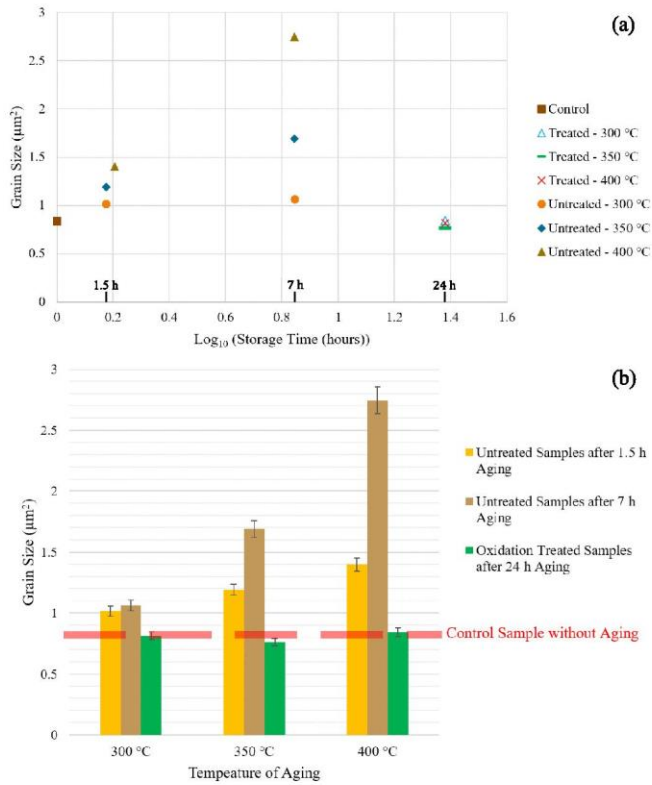 (a)
3
2.5
2
1.5
1
0.5
0
Grain Size (µm²)
1.5 h
7 h
24 h
0
0.2
0.4
0.6
0.8
1
1.2
1.4
1.6
Log₁₀ (Storage Time (hours))
Control
Treated - 300 °C
Treated - 350 °C
Treated - 400 °C
Untreated - 300 °C
Untreated - 350 °C
Untreated - 400 °C
(b)
3
2.5
2
1.5
1
0.5
0
Grain Size (µm²)
300 °C
350 °C
400 °C
Tempeature of Aging
Untreated Samples after 1.5 h
Aging
Untreated Samples after 7 h
Aging
Oxidation Treated Samples
after 24 h Aging
Control Sample without Aging